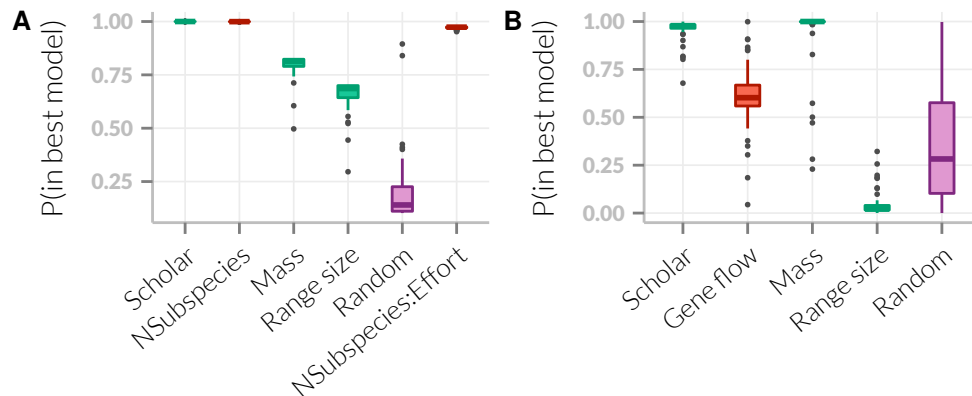 A
P(in best model)
1.00
0.75
0.50
0.25
Scholar
NSubspecies
Mass
Range size
Random
NSubspecies:Effort
B
P(in best model)
1.00
0.75
0.50
0.25
0.00
Scholar
Gene flow
Mass
Range size
Random